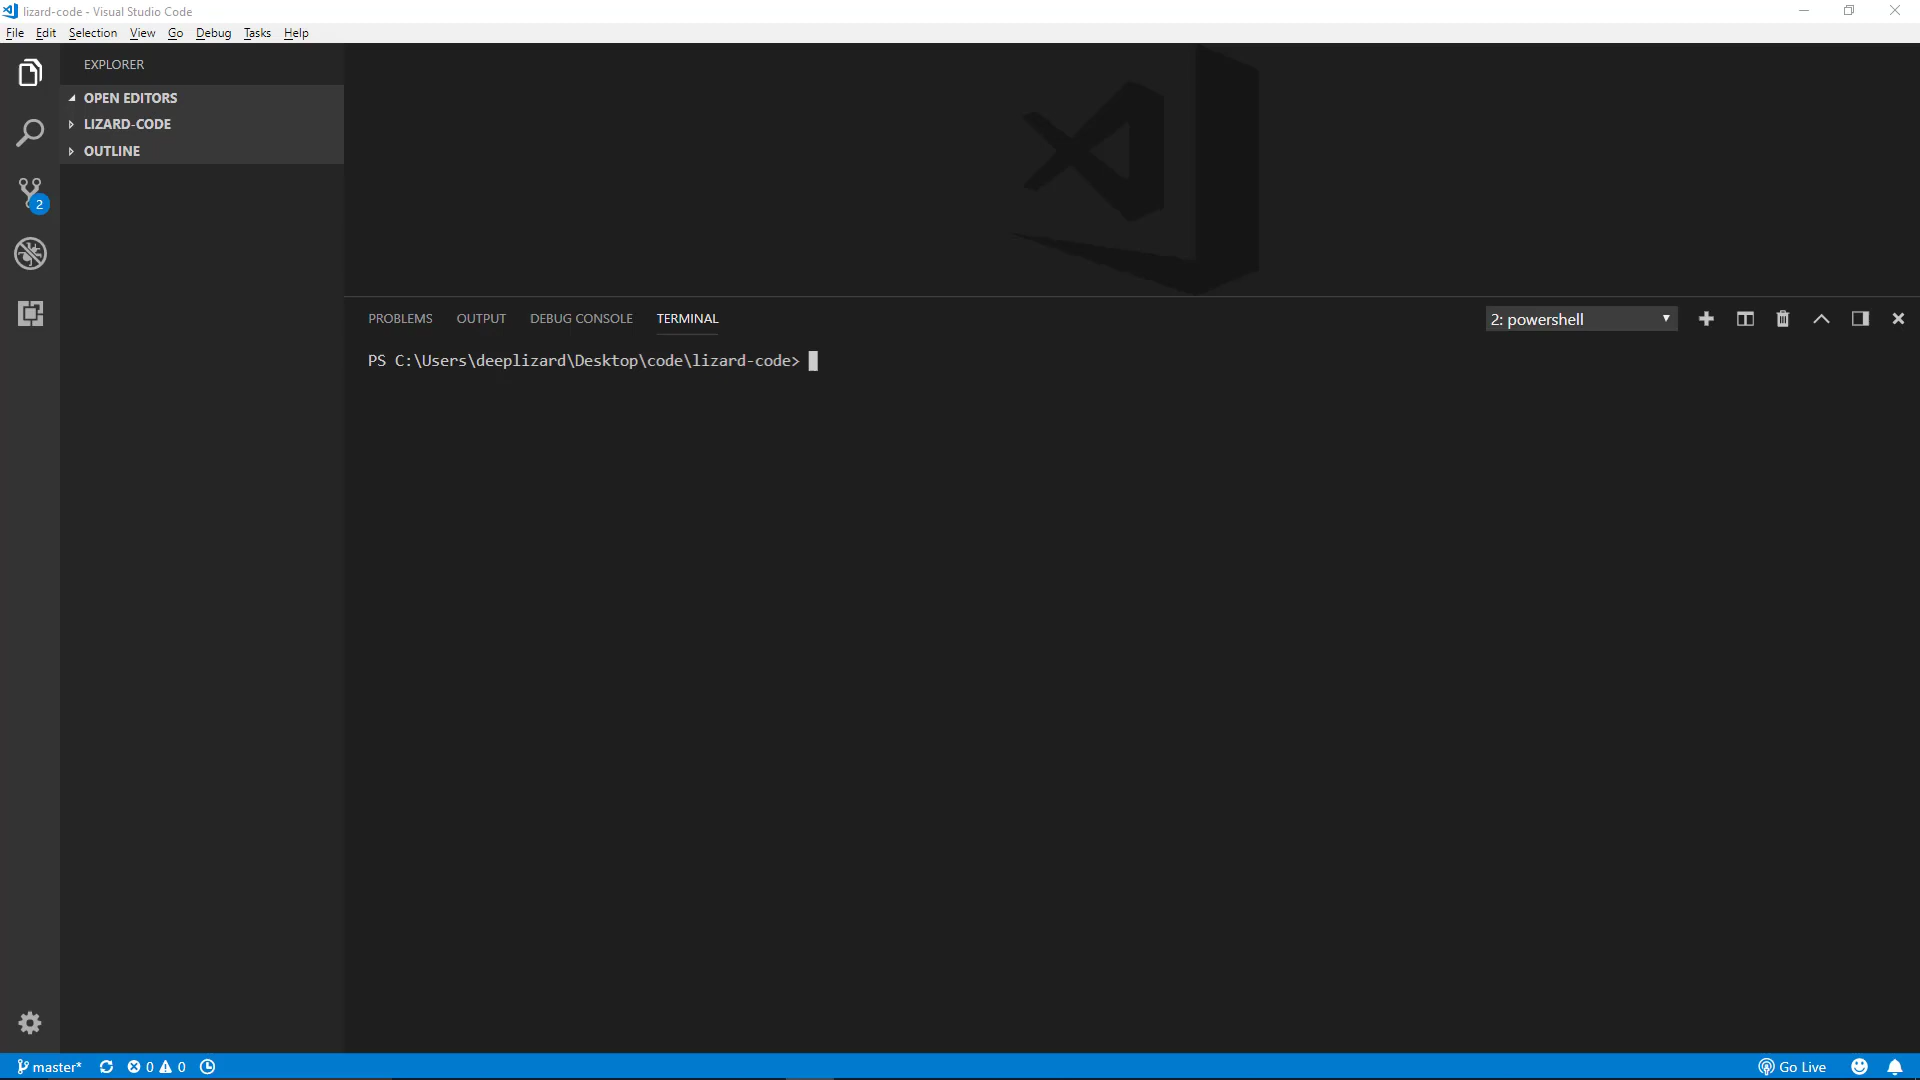 lizard-code - Visual Studio Code
File Edit Selection View Go Debug Tasks Help
EXPLORER
OPEN EDITORS
LIZARD-CODE
OUTLINE
2
PROBLEMS OUTPUT DEBUG CONSOLE TERMINAL
2: powershell
PS C:\Users\deeplizard\Desktop\code\lizard-code>
master* 0 0
Go Live